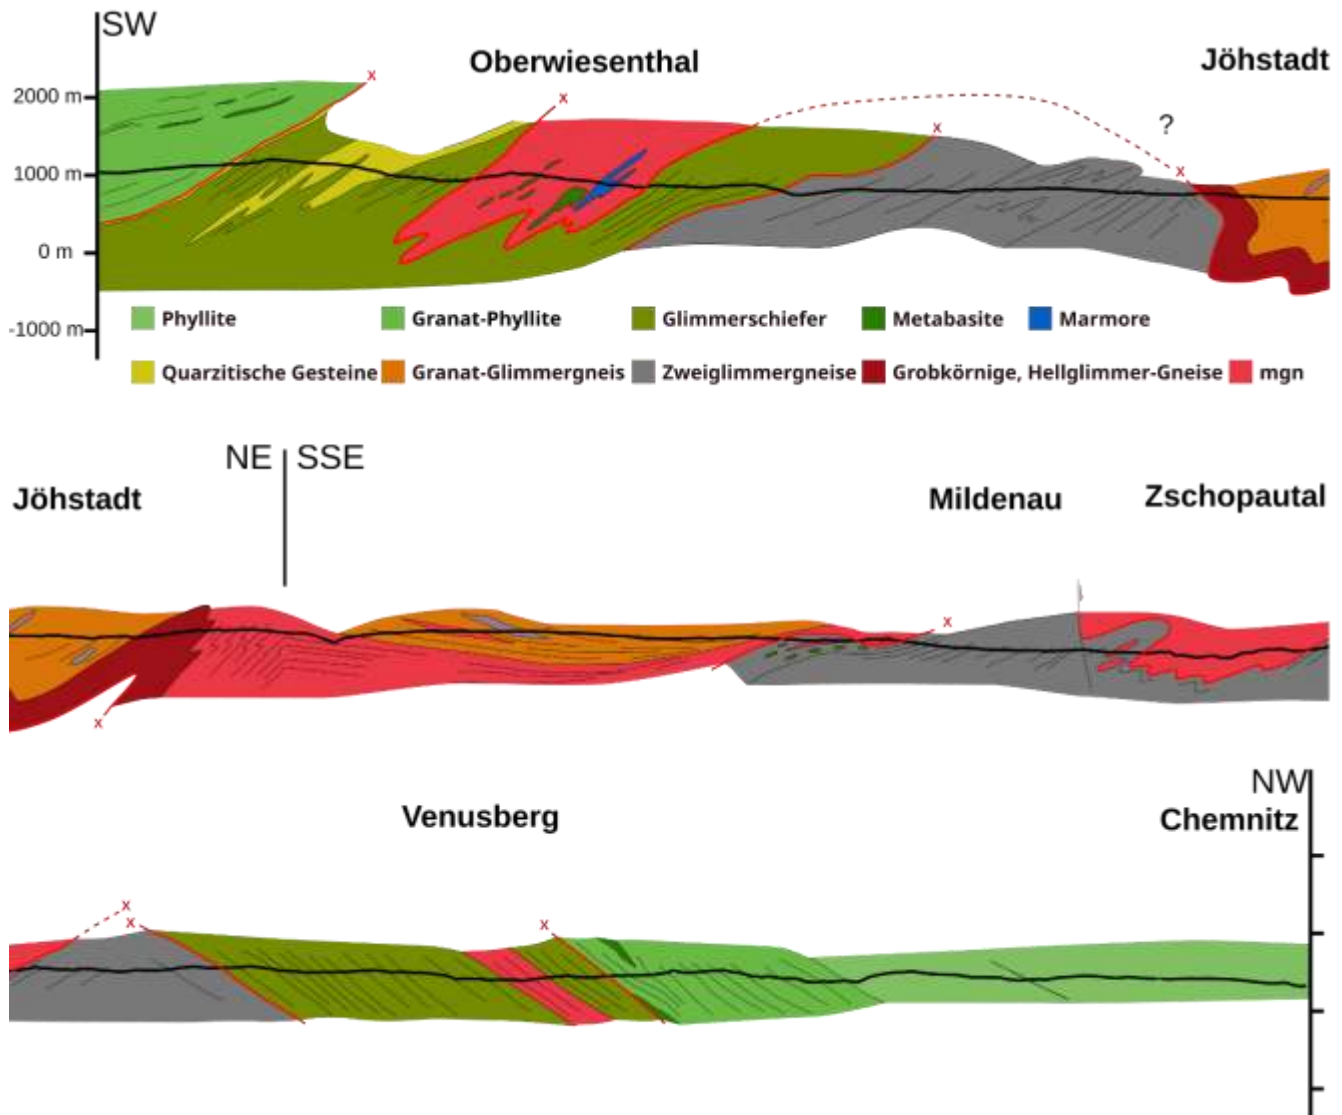 SW
Oberwiesenthal
Jöhstadt
x
2000 m
x
x
?
1000 m
x
0 m
-1000 m
Phyllite Granat-Phyllite Glimmerschiefer Metabasite Marmore
Quarzitische Gesteine Granat-Glimmergneis Zweiglimmergneise Grobkörnige, Hellglimmer-Gneise mgn
NE SSE
Jöhstadt Mildenau Zschopautal
x
x
NW
Venusberg Chemnitz
x
x
x